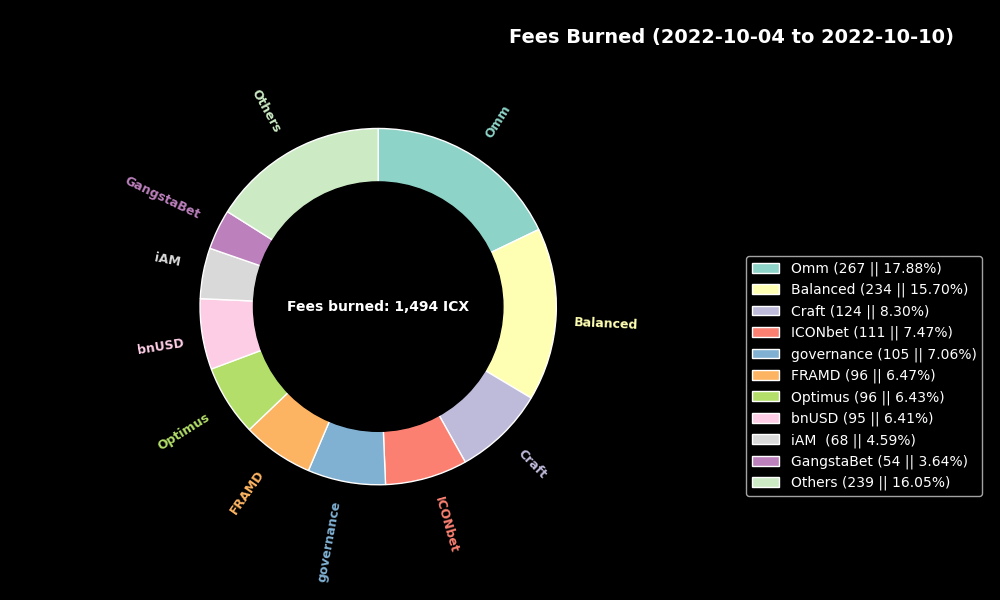 Fees Burned (2022-10-04 to 2022-10-10)
Others
Omm
GangstaBet
iAM
Fees burned: 1,494 ICX
Balanced
bnUSD
Optimus
Craft
FRAMD
ICONbet
governance
Omm (267 || 17.88%)
Balanced (234 || 15.70%)
Craft (124 || 8.30%)
ICONbet (111 || 7.47%)
governance (105 || 7.06%)
FRAMD (96 || 6.47%)
Optimus (96 || 6.43%)
bnUSD (95 || 6.41%)
iAM  (68 || 4.59%)
GangstaBet (54 || 3.64%)
Others (239 || 16.05%)